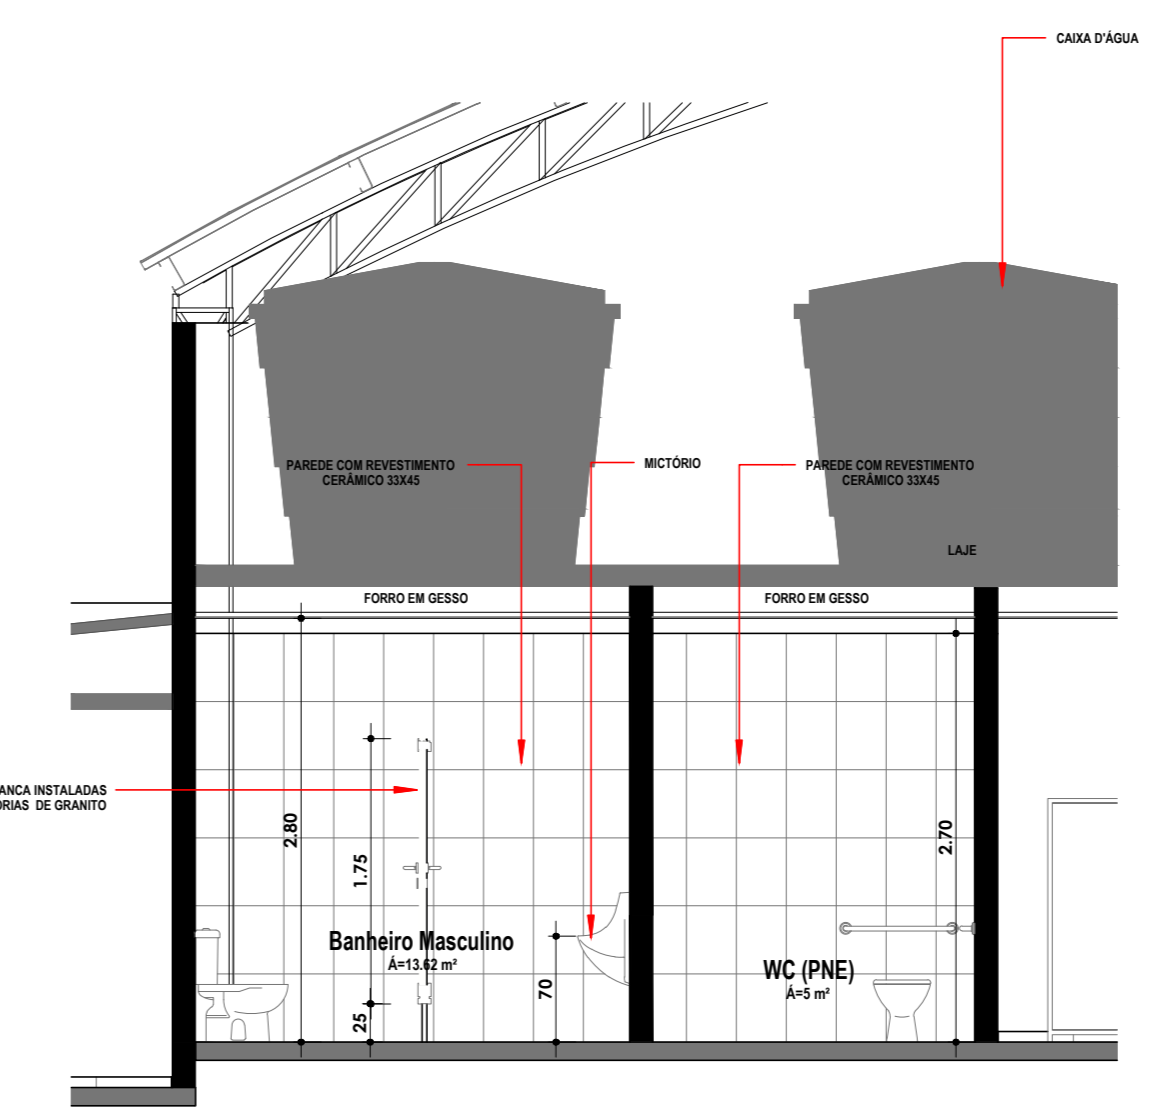 CAIXA D'ÁGUA
PAREDE COM REVESTIMENTO
CERÂMICO 33X45
MICTÓRIO
PAREDE COM REVESTIMENTO
CERÂMICO 33X45
LAJE
FORRO EM GESSO
FORRO EM GESSO
INSTALADAS
DE GRANITO
2.80
1.75
2.70
Banheiro Masculino
Á=13.62 m²
WC (PNE)
Á=5 m²
70
25